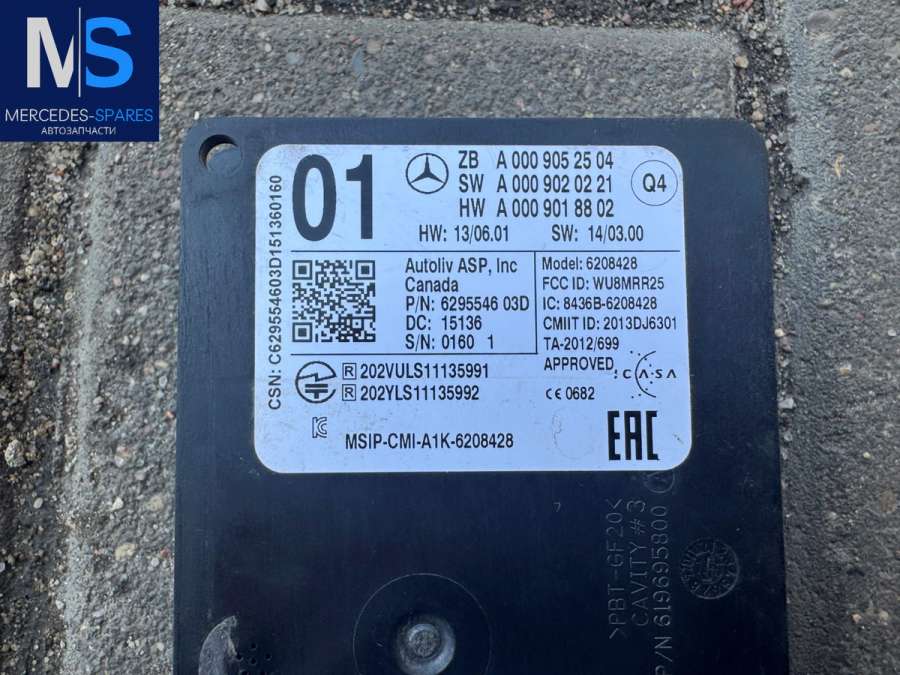 MS
MERCEDES-SPARES
АВТОЗАПЧАСТИ
01
ZB A 000 905 25 04
SW A 000 902 02 21
HW A 000 901 88 02
Q4
HW: 13/06.01 SW: 14/03.00
CSN: C629554603D151360160
Autoliv ASP, Inc
Canada
P/N: 6295546 03D
DC: 15136
S/N: 0160 1
Model: 6208428
FCC ID: WU8MRR25
IC: 8436B-6208428
CMIIT ID: 2013DJ6301
TA-2012/699
APPROVED
ICASA
R 202VULS11135991
R 202YLS11135992
CE 0682
MSIP-CMI-A1K-6208428
EAC
>PBT-GF20<
CAVITY #3
P/N 619695800